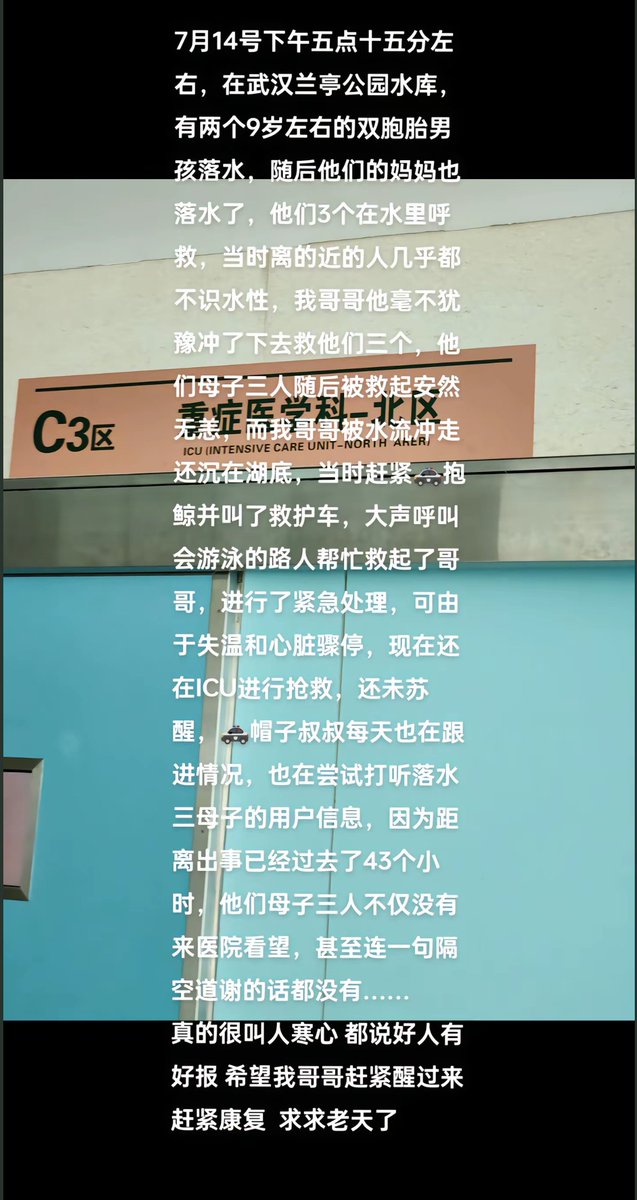 7月14号下午五点十五分左
右，在武汉兰亭公园水库，
有两个9岁左右的双胞胎男
孩落水，随后他们的妈妈也
落水了，他们3个在水里呼
救，当时离的近的人几乎都
不识水性，我哥哥他毫不犹
豫冲了下去救他们三个，他
们母子三人随后被救起安然
无恙，而我哥哥被水流冲走
还沉在湖底，当时赶紧🚓抱
鲸并叫了救护车，大声呼叫
会游泳的路人帮忙救起了哥
哥，进行了紧急处理，可由
于失温和心脏骤停，现在还
在ICU进行抢救，还未苏
醒，🚓帽子叔叔每天也在跟
进情况，也在尝试打听落水
三母子的用户信息，因为距
离出事已经过去了43个小
时，他们母子三人不仅没有
来医院看望，甚至连一句隔
空道谢的话都没有……
真的很叫人寒心 都说好人有
好报 希望我哥哥赶紧醒过来
赶紧康复 求求老天了
C3区
重症医学科-北区
ICU (INTENSIVE CARE UNIT-NORTH